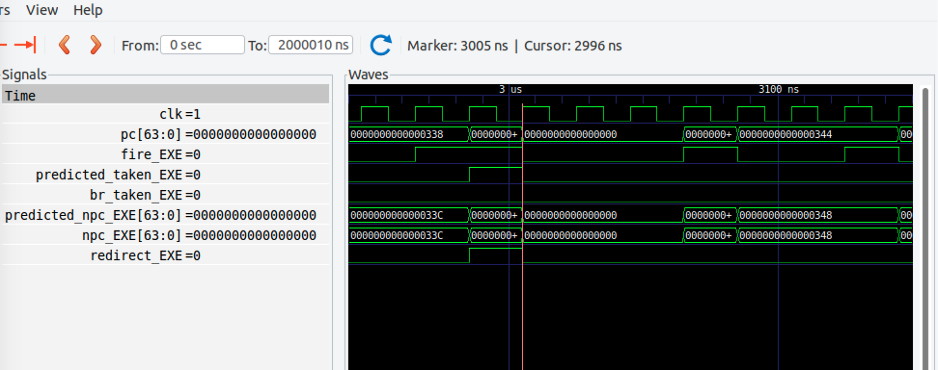 rs View Help
From: 0 sec To: 2000010 ns Marker: 3005 ns | Cursor: 2996 ns
Signals
Time
clk =1
pc[63:0] =0000000000000000
fire_EXE =0
predicted_taken_EXE =0
br_taken_EXE =0
predicted_npc_EXE[63:0] =0000000000000000
npc_EXE[63:0] =0000000000000000
redirect_EXE =0
Waves
3 us 3100 ns
0000000000000338 0000000+ 0000000000000000 0000000+ 0000000000000344 00
000000000000033C 0000000+ 0000000000000000 0000000+ 0000000000000348 00
000000000000033C 0000000+ 0000000000000000 0000000+ 0000000000000348 00